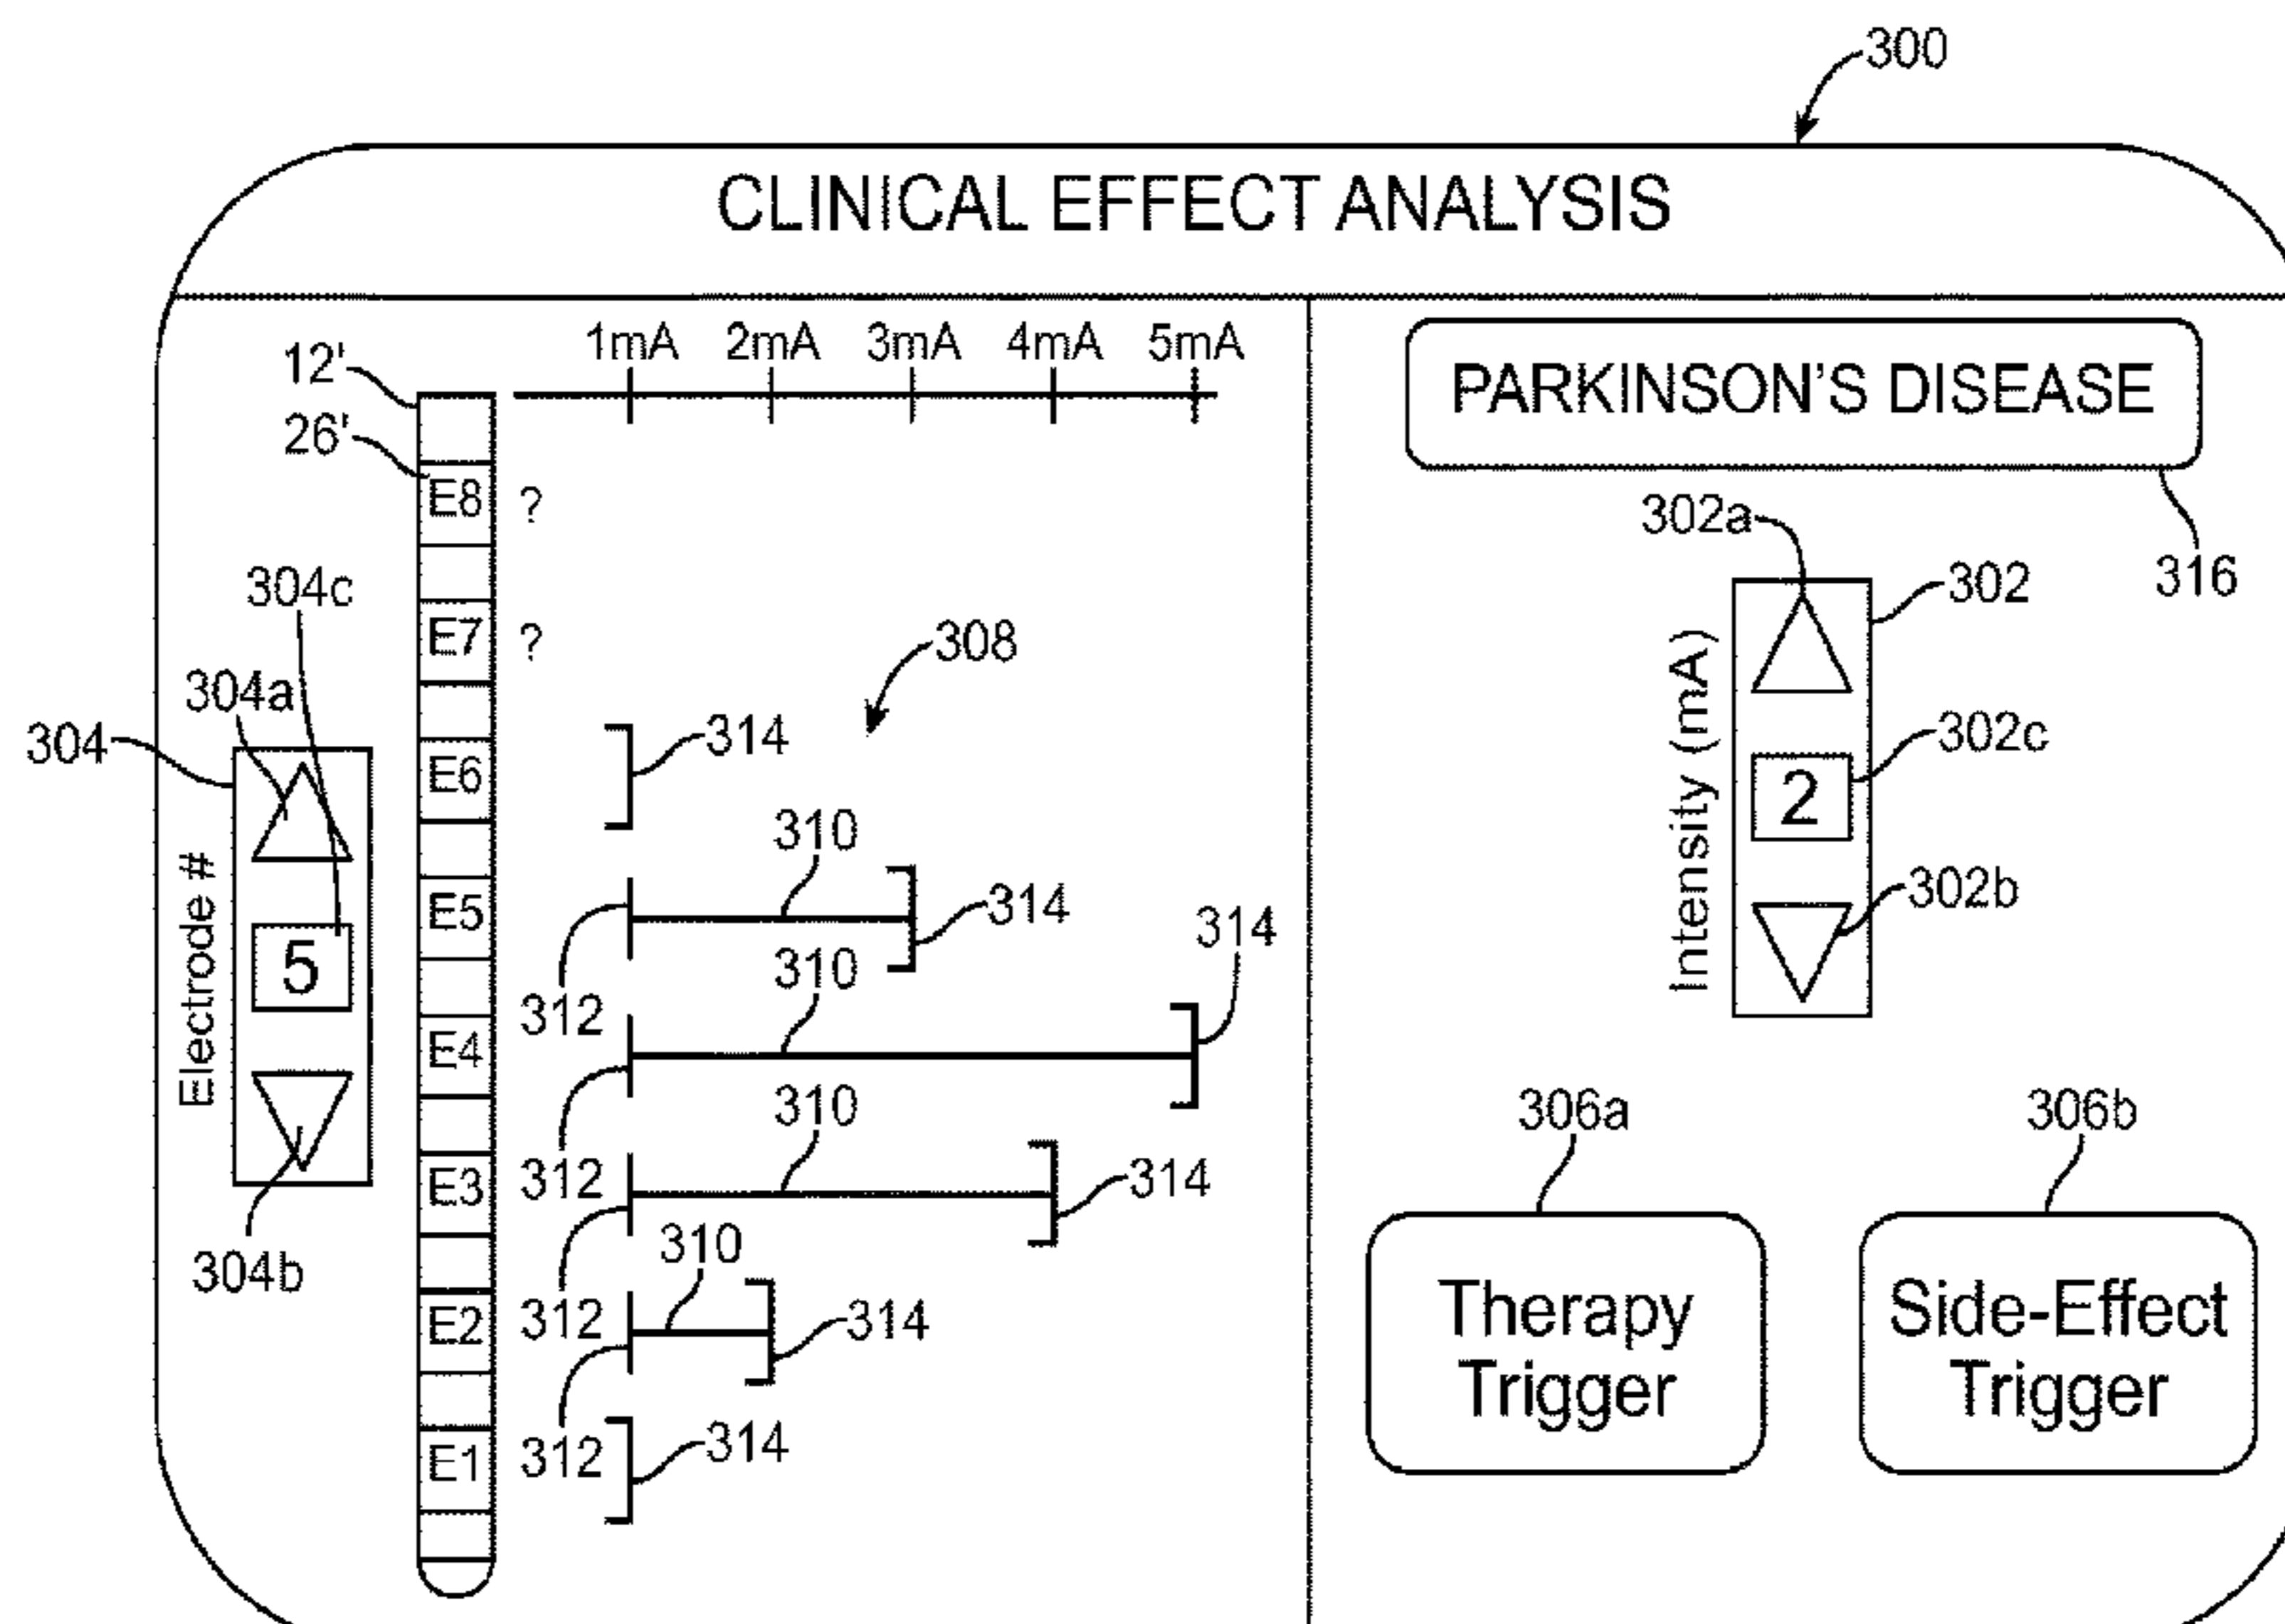 300
CLINICAL EFFECT ANALYSIS
12'
1mA 2mA 3mA 4mA 5mA
PARKINSON'S DISEASE
26'
E8 ?
302a
316
304c
302
E7 ?
308
304a
304
314
302c
E6
Intensity (mA)
2
310
302b
Electrode #
E5
314
314
5
310
312
E4
310
306a
306b
312
E3
314
310
304b
Therapy
Trigger
Side-Effect
Trigger
312
E2
314
312
E1
314